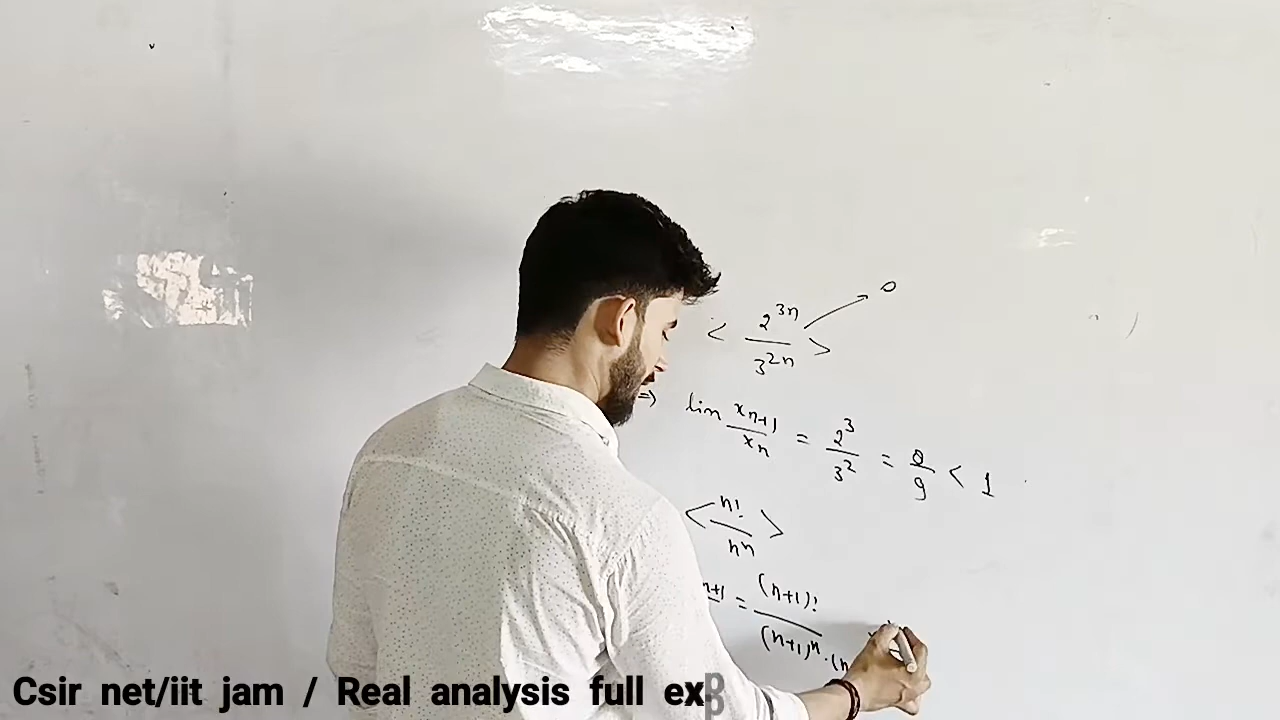 < 2^3n / 3^2n > → 0
⇒ lim x_n+1 / x_n = 2^3 / 3^2 = 8/9 < 1
< n! / n^n >
n+1 = (n+1)! / (n+1)^n · (n
Csir net/iit jam / Real analysis full ex